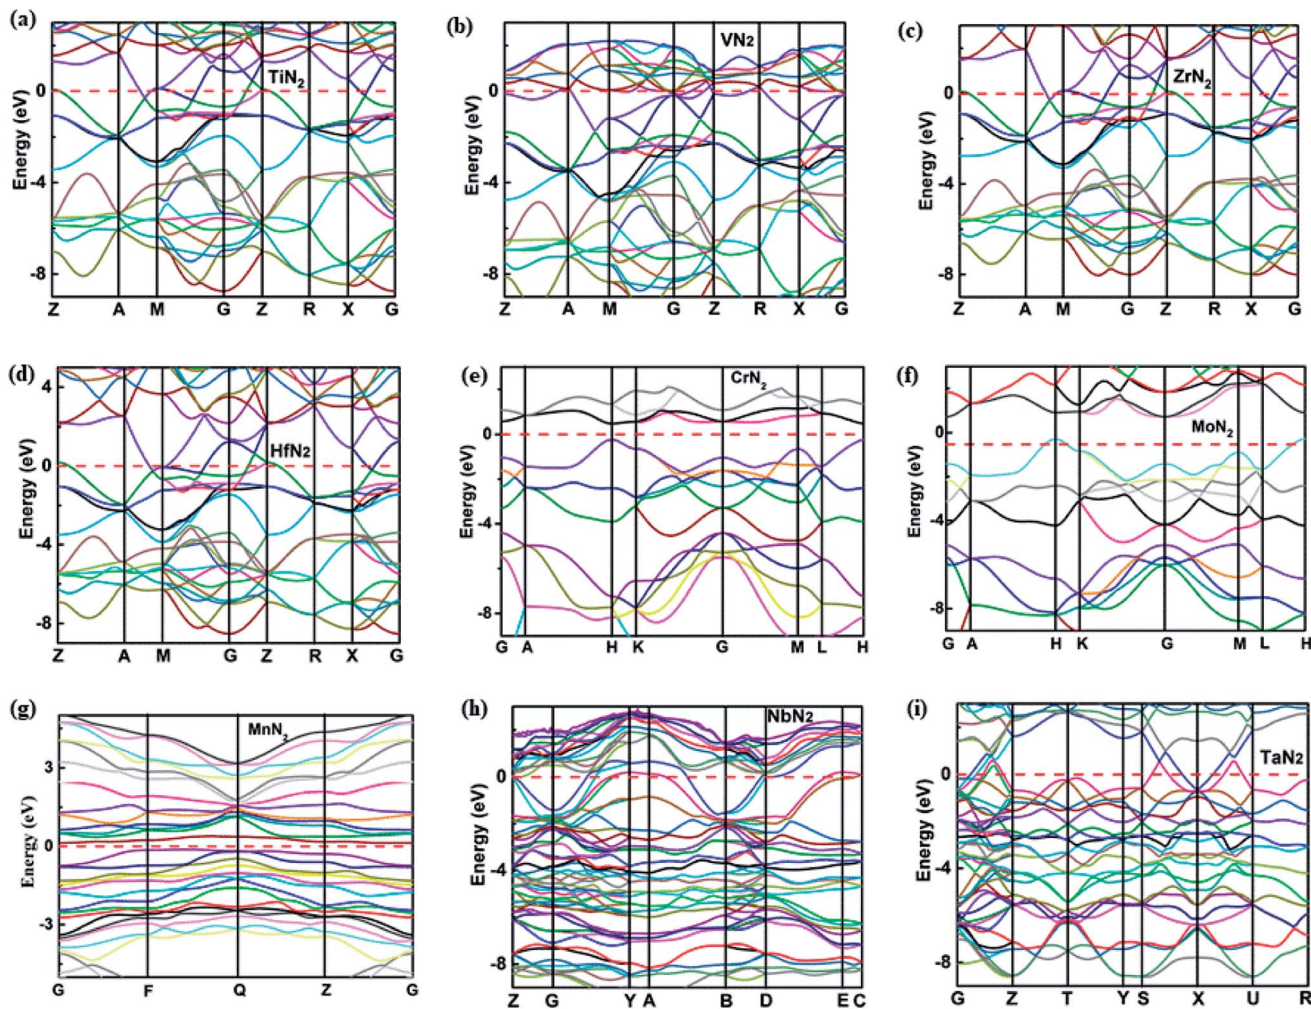 (a)
TiN2
Energy (eV)
0
-4
-8
Z A M G Z R X G
(b)
VN2
Energy (eV)
0
-4
-8
Z A M G Z R X G
(c)
ZrN2
Energy (eV)
0
-4
-8
Z A M G Z R X G
(d)
HfN2
Energy (eV)
4
0
-4
-8
Z A M G Z R X G
(e)
CrN2
Energy (eV)
0
-4
-8
G A H K G M L H
(f)
MoN2
Energy (eV)
0
-4
-8
G A H K G M L H
(g)
MnN2
Energy (eV)
3
0
-3
G F Q Z G
(h)
NbN2
Energy (eV)
0
-4
-8
Z G Y A B D E C
(i)
TaN2
Energy (eV)
0
-4
-8
G Z T Y S X U R